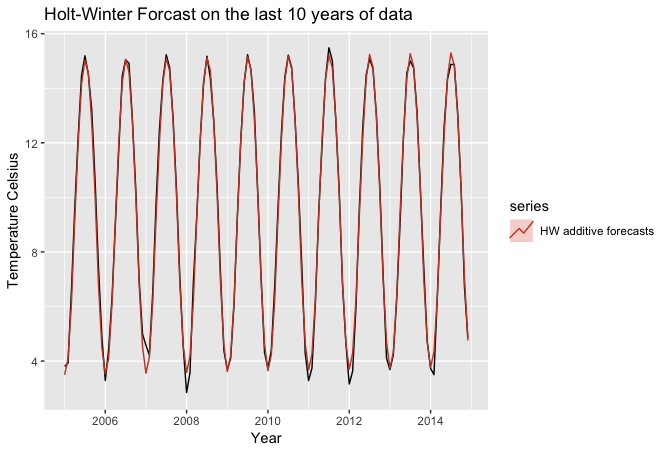 Holt-Winter Forcast on the last 10 years of data
16
12
8
4
Temperature Celsius
2006
2008
2010
2012
2014
Year
series
HW additive forecasts